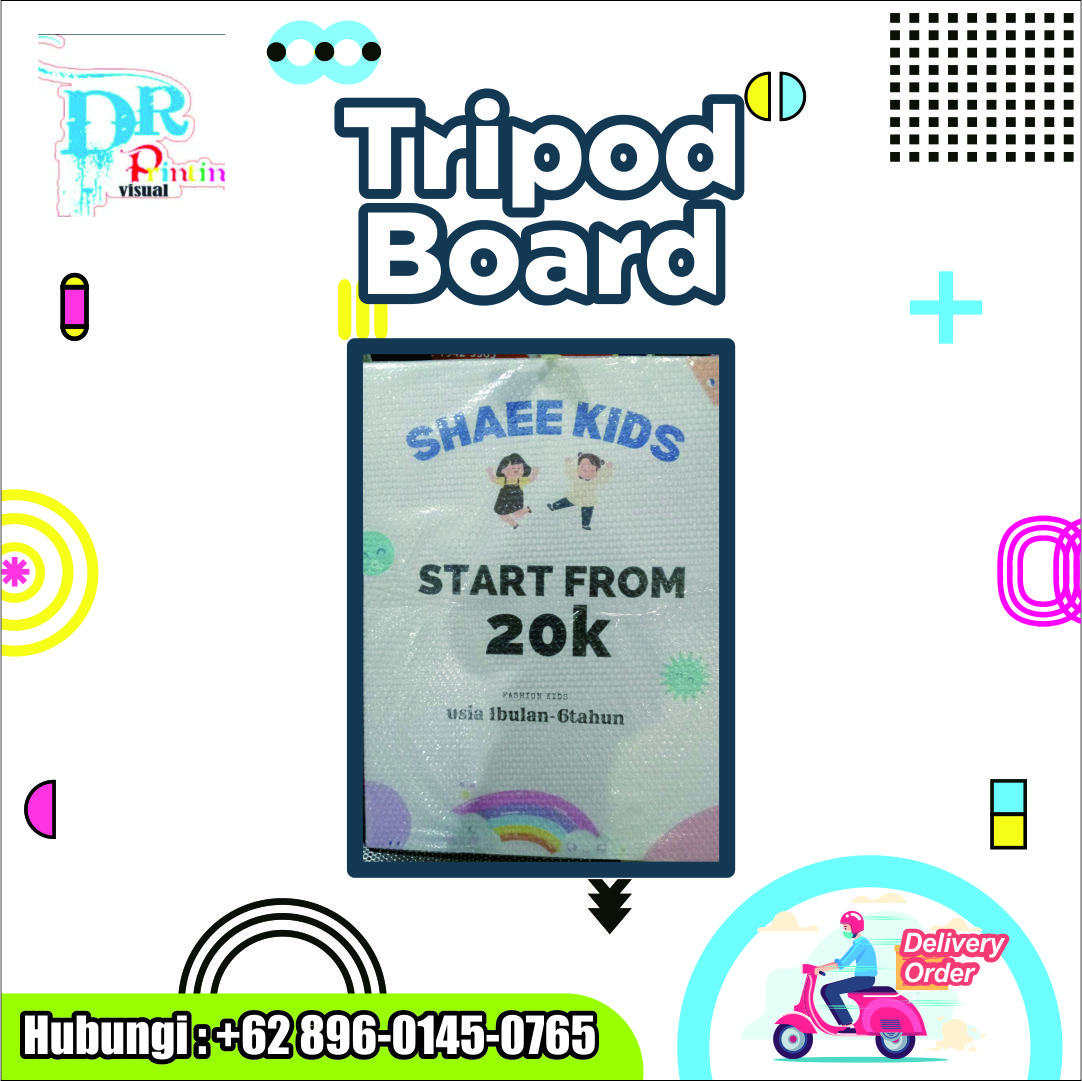 DR
Printin
visual
Tripod
Board
SHAEE KIDS
START FROM
20k
FASHION KIDS
usia 1bulan-6tahun
Delivery
Order
Hubungi : +62 896-0145-0765